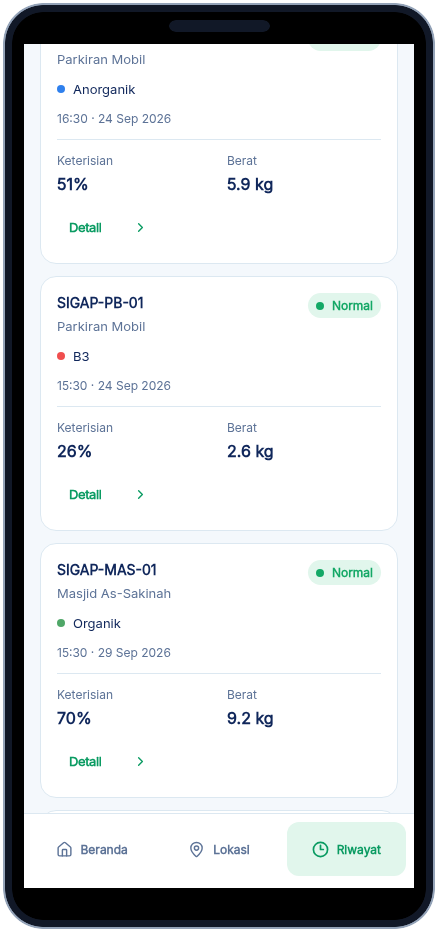 Parkiran Mobil
Anorganik
16:30 · 24 Sep 2026
Keterisian Berat
51% 5.9 kg
Detail
SIGAP-PB-01 Normal
Parkiran Mobil
B3
15:30 · 24 Sep 2026
Keterisian Berat
26% 2.6 kg
Detail
SIGAP-MAS-01 Normal
Masjid As-Sakinah
Organik
15:30 · 29 Sep 2026
Keterisian Berat
70% 9.2 kg
Detail
Beranda Lokasi Riwayat